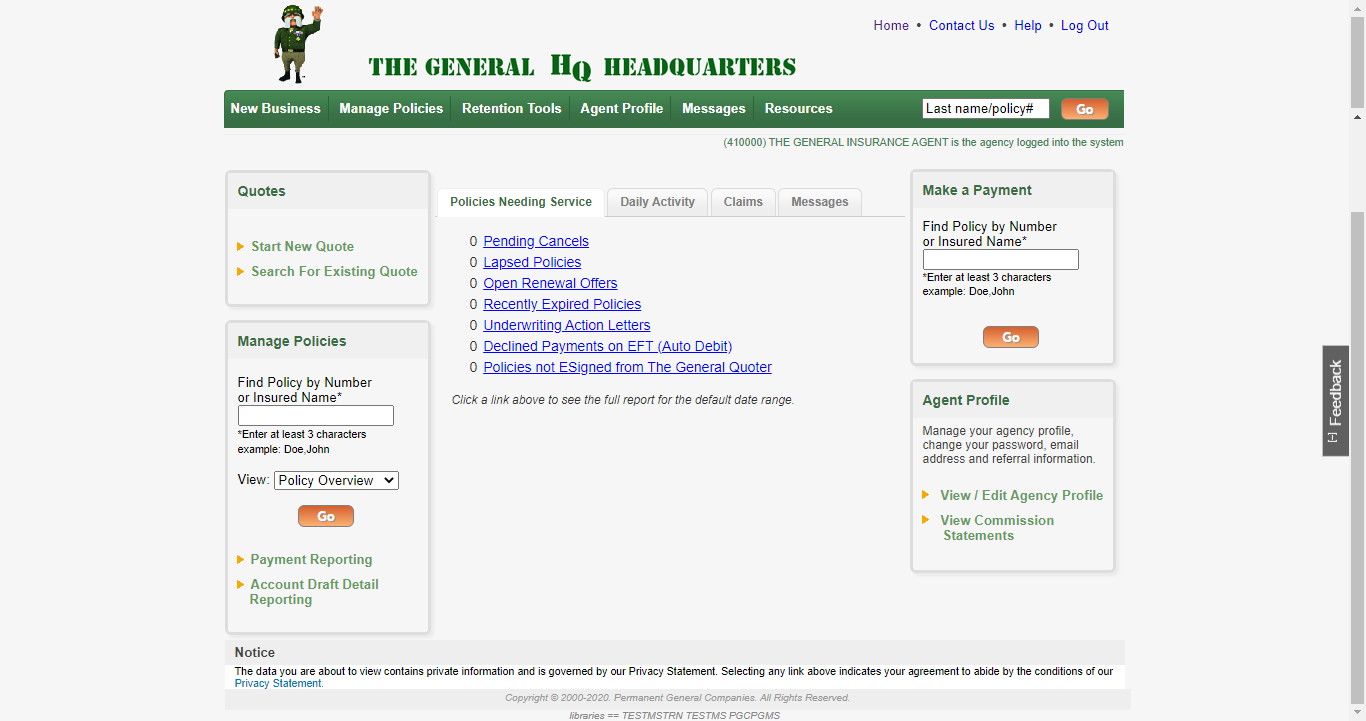 Home • Contact Us • Help • Log Out
THE GENERAL HQ HEADQUARTERS
New Business Manage Policies Retention Tools Agent Profile Messages Resources Last name/policy# Go
(410000) THE GENERAL INSURANCE AGENT is the agency logged into the system
Quotes
Start New Quote
Search For Existing Quote
Manage Policies
Find Policy by Number
or Insured Name*
*Enter at least 3 characters
example: Doe,John
View: Policy Overview
Go
Payment Reporting
Account Draft Detail
Reporting
Policies Needing Service Daily Activity Claims Messages
0 Pending Cancels
0 Lapsed Policies
0 Open Renewal Offers
0 Recently Expired Policies
0 Underwriting Action Letters
0 Declined Payments on EFT (Auto Debit)
0 Policies not ESigned from The General Quoter
Click a link above to see the full report for the default date range.
Make a Payment
Find Policy by Number
or Insured Name*
*Enter at least 3 characters
example: Doe,John
Go
Agent Profile
Manage your agency profile,
change your password, email
address and referral information.
View / Edit Agency Profile
View Commission
Statements
[-] Feedback
Notice
The data you are about to view contains private information and is governed by our Privacy Statement. Selecting any link above indicates your agreement to abide by the conditions of our
Privacy Statement.
Copyright © 2000-2020. Permanent General Companies. All Rights Reserved.
libraries == TESTMSTRN TESTMS PGCPGMS